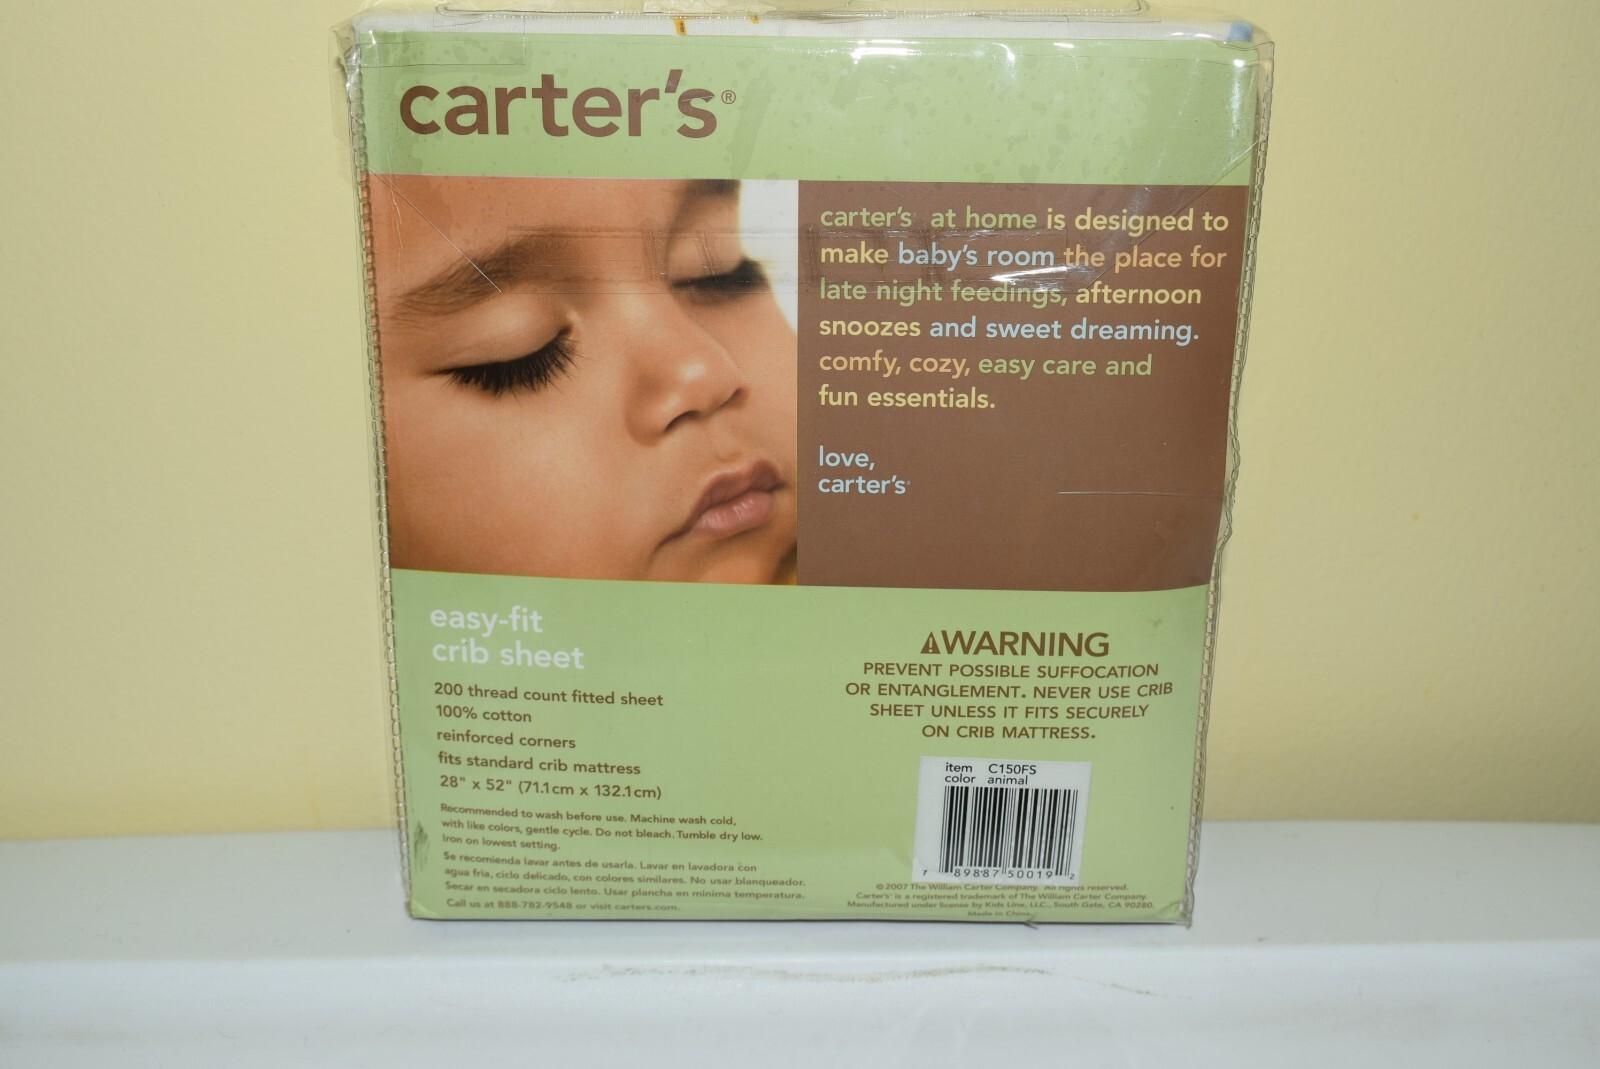 carter's®
carter's at home is designed to
make baby's room the place for
late night feedings, afternoon
snoozes and sweet dreaming.
comfy, cozy, easy care and
fun essentials.
love,
carter's
easy-fit
crib sheet
200 thread count fitted sheet
100% cotton
reinforced corners
fits standard crib mattress
28" x 52" (71.1cm x 132.1cm)
Recommended to wash before use. Machine wash cold,
with like colors, gentle cycle. Do not bleach. Tumble dry low.
Iron on lowest setting.
Se recomienda lavar antes de usarla. Lavar en lavadora con
agua fria, ciclo delicado, con colores similares. No usar blanqueador.
Secar en secadora ciclo lento. Usar plancha en minima temperatura.
Call us at 888-782-9548 or visit carters.com.
WARNING
PREVENT POSSIBLE SUFFOCATION
OR ENTANGLEMENT. NEVER USE CRIB
SHEET UNLESS IT FITS SECURELY
ON CRIB MATTRESS.
item C150FS
color animal
89887 50019 2
©2007 The William Carter Company. All rights reserved.
Carter's is a registered trademark of The William Carter Company.
Manufactured under license by Kids Line, LLC., South Gate, CA 90280.
Made in China.